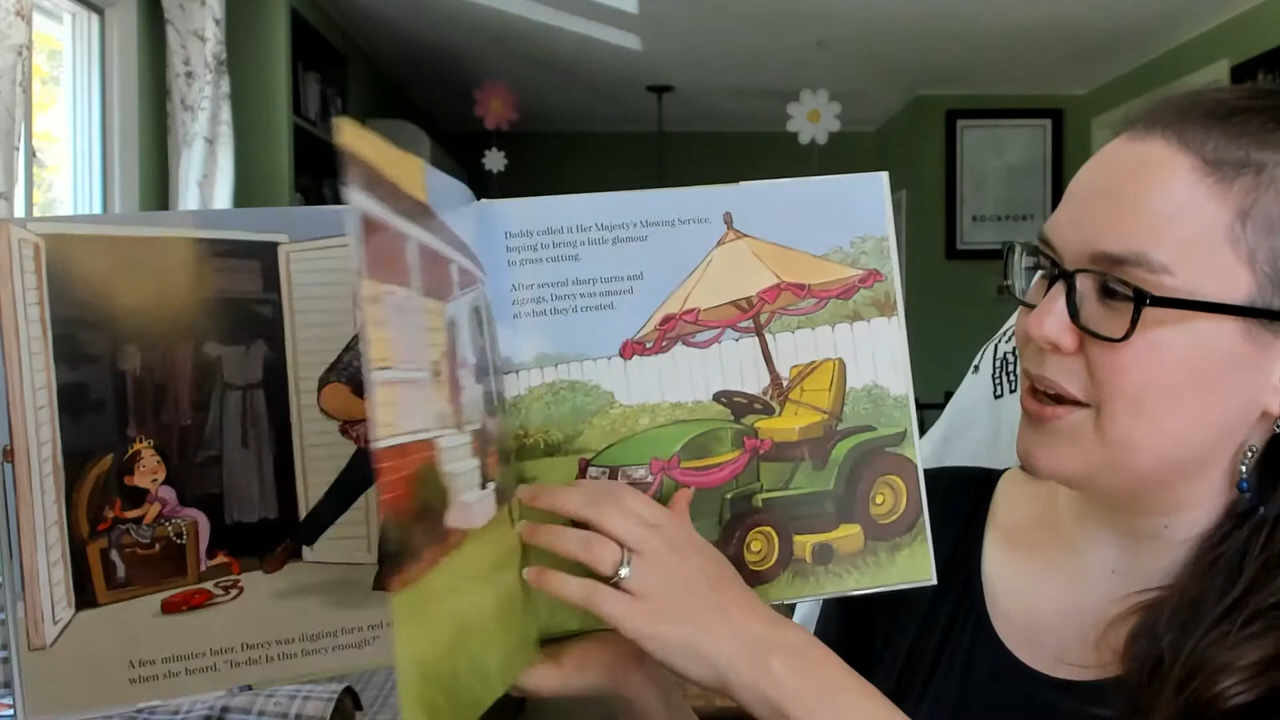 Daddy called it Her Majesty's Mowing Service,
hoping to bring a little glamour
to grass cutting.
After several sharp turns and
zigzags, Darcy was amazed
at what they'd created.
A few minutes later, Darcy was digging for a red
when she heard, "Ta-da! Is this fancy enough?"
ROCKPORT